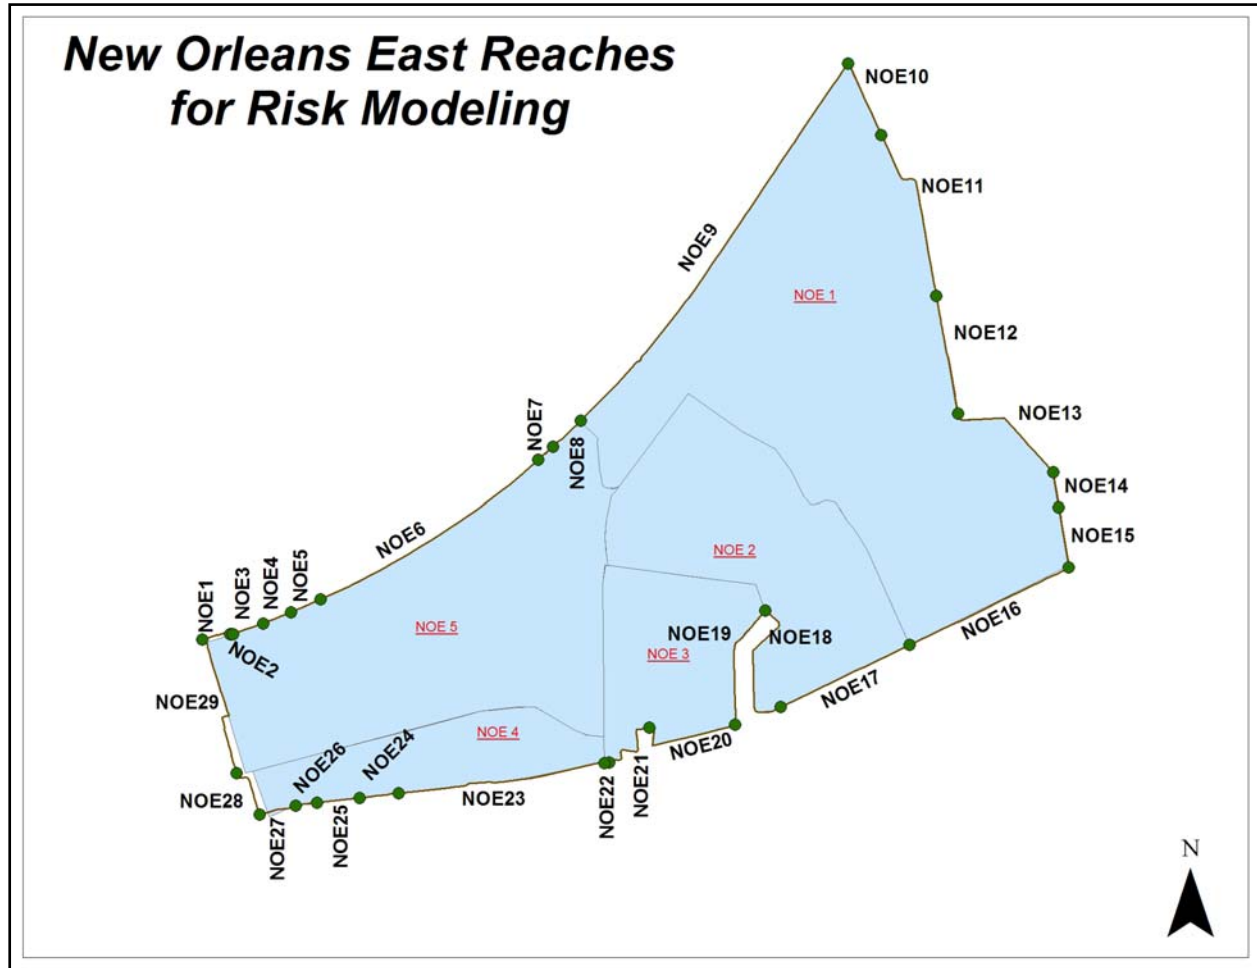 New Orleans East Reaches
for Risk Modeling
NOE10
NOE11
NOE9
NOE 1
NOE12
NOE13
NOE7
NOE8
NOE14
NOE15
NOE6
NOE 2
NOE5
NOE4
NOE3
NOE1
NOE2
NOE 5
NOE19
NOE18
NOE 3
NOE16
NOE17
NOE29
NOE 4
NOE20
NOE26
NOE24
NOE21
NOE22
NOE23
NOE28
NOE27
NOE25
N